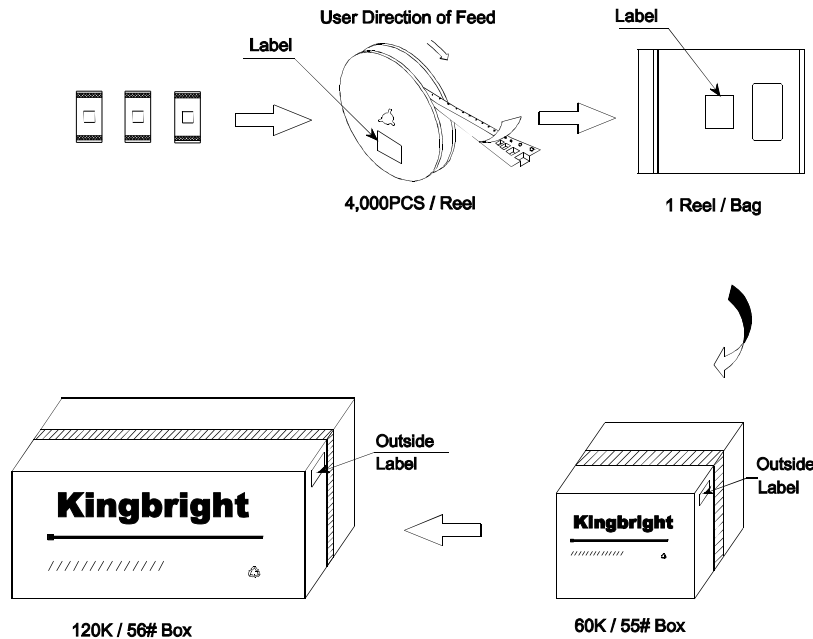 User Direction of Feed
Label
Label
4,000PCS / Reel
1 Reel / Bag
Outside
Label
Kingbright
120K / 56# Box
Outside
Label
Kingbright
60K / 55# Box